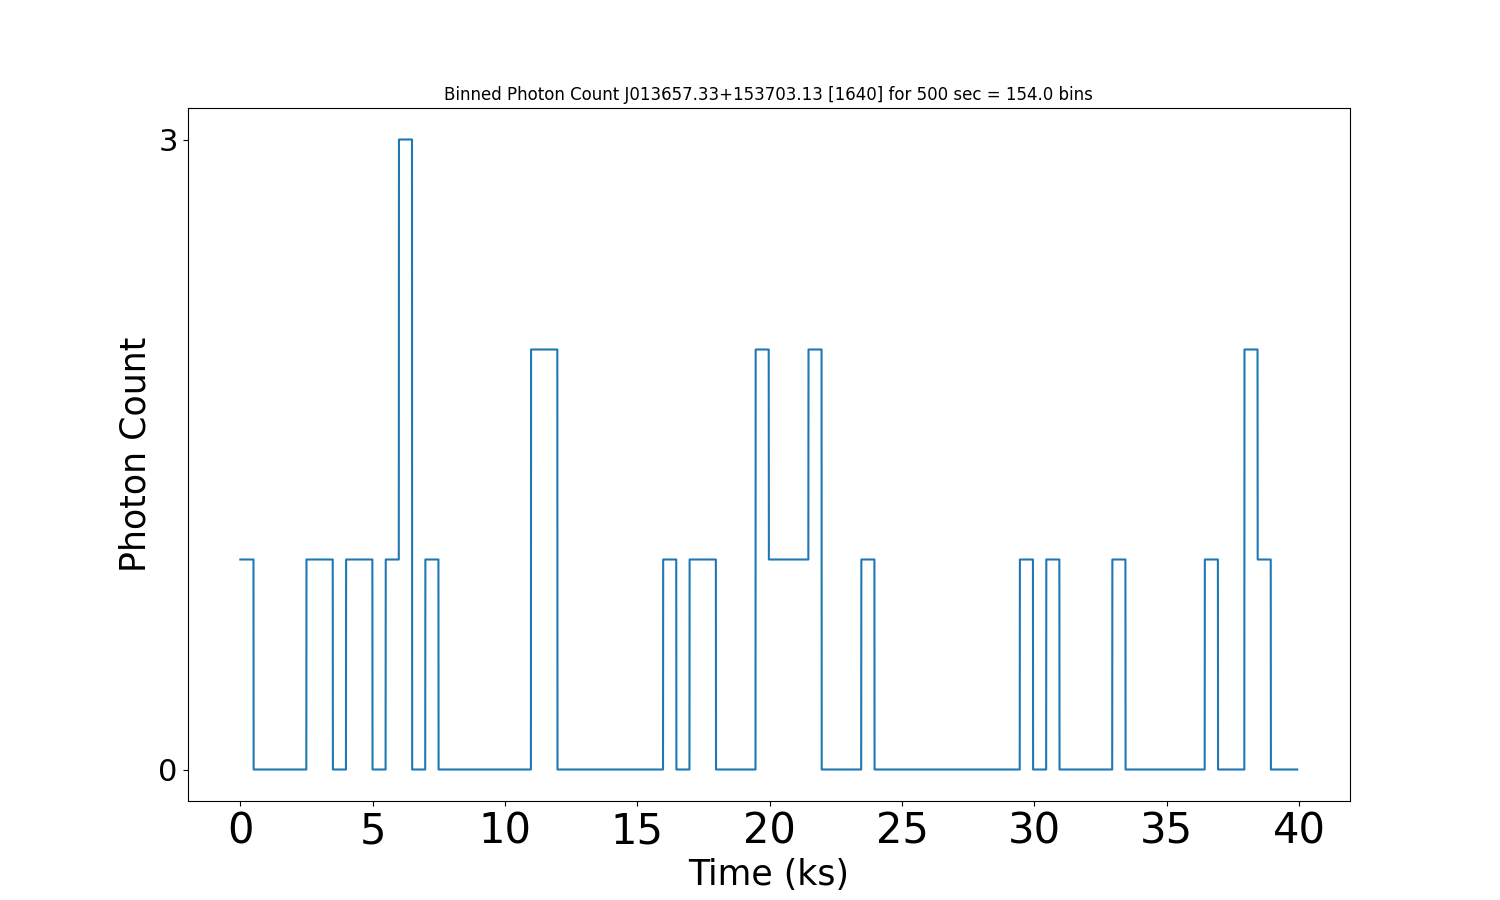 Binned Photon Count J013657.33+153703.13 [1640] for 500 sec = 154.0 bins
3
Photon Count
0
0 5 10 15 20 25 30 35 40
Time (ks)